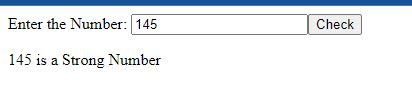 Enter the Number: 145 Check
145 is a Strong Number